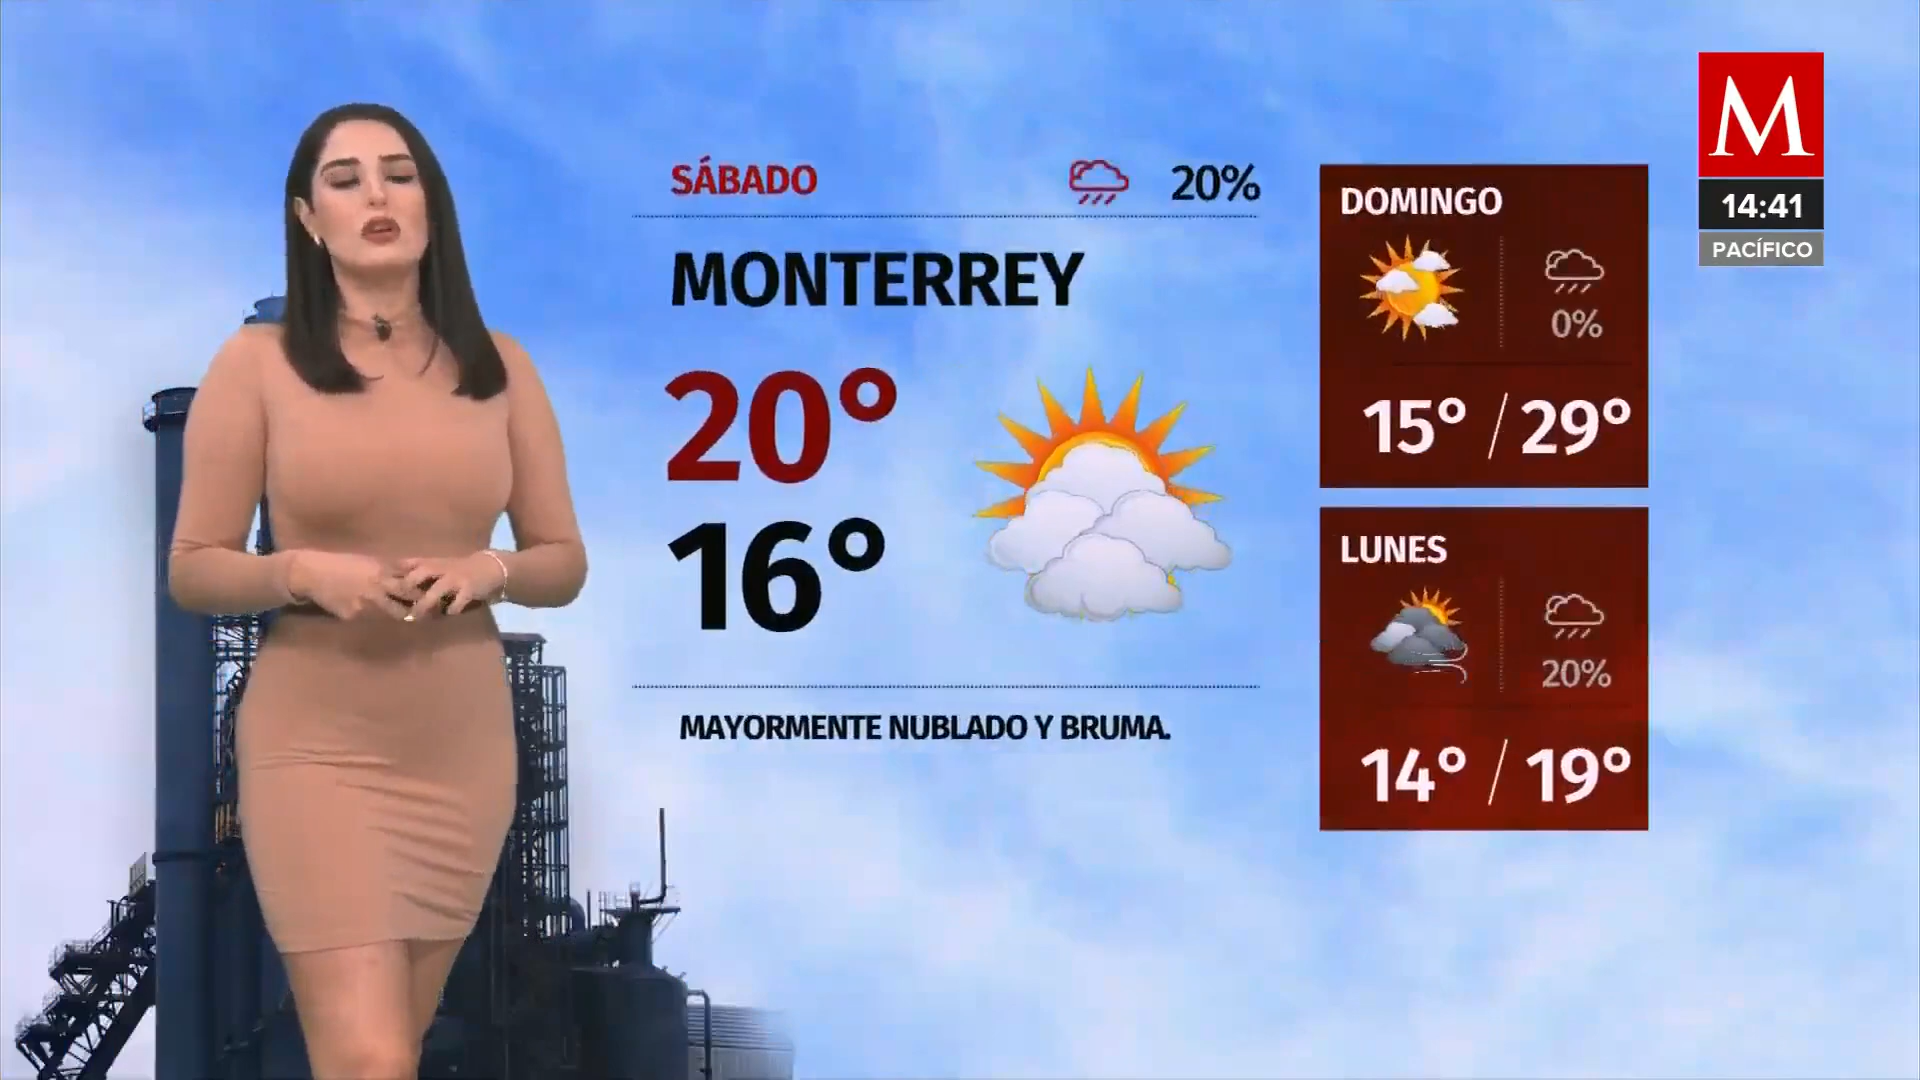 SÁBADO
20%
MONTERREY
20°
16°
MAYORMENTE NUBLADO Y BRUMA.
DOMINGO
0%
15° / 29°
LUNES
20%
14° / 19°
M
14:41
PACÍFICO